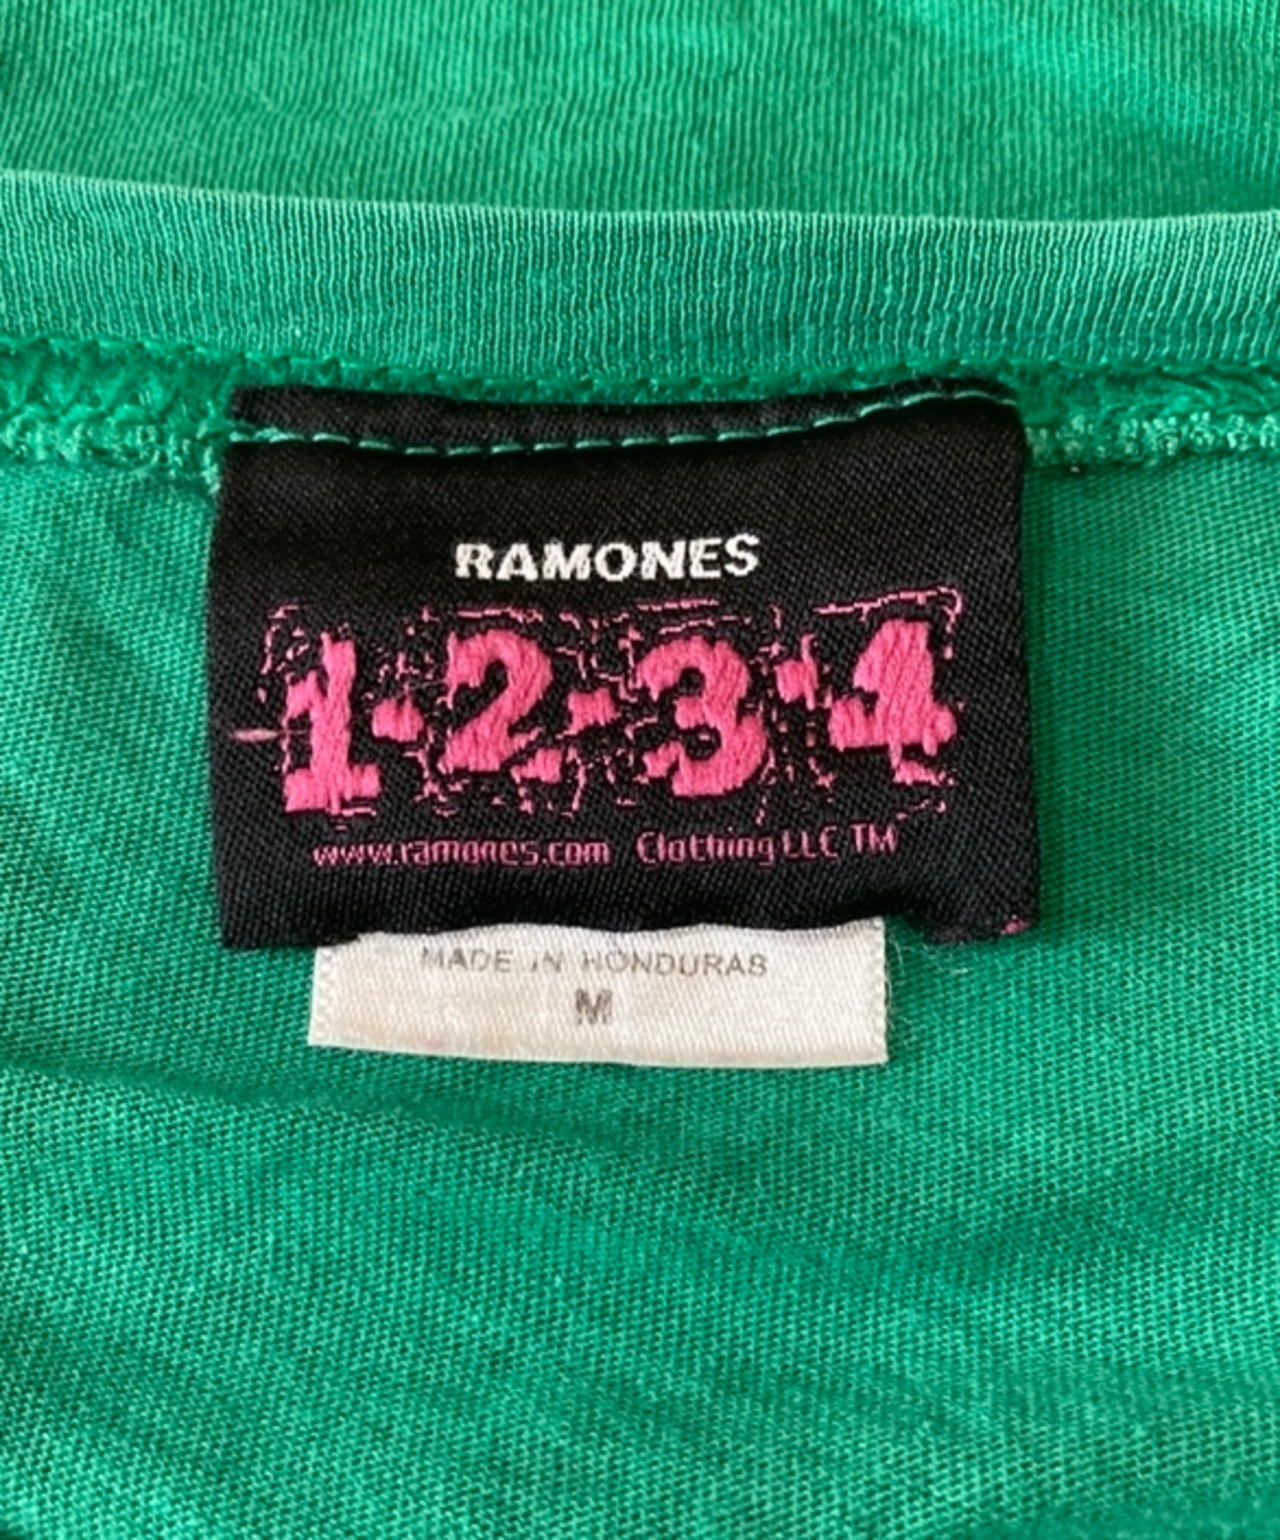 RAMONES
1-2-3-4
www.ramones.com Clothing LLC TM
MADE IN HONDURAS
M